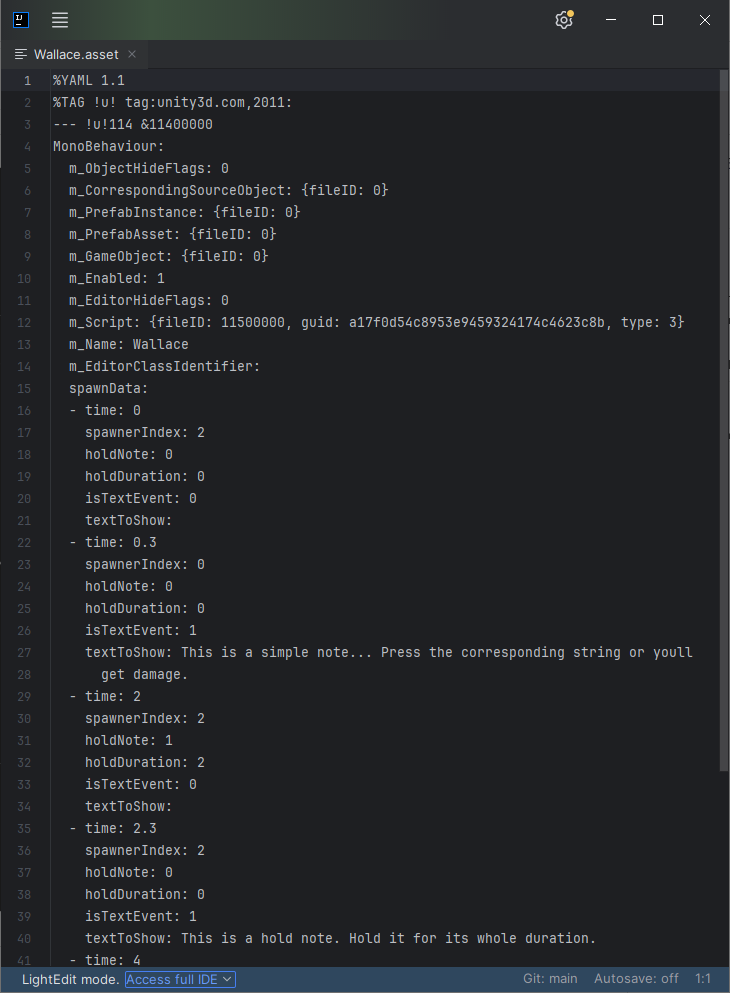 IJ
Wallace.asset
1 %YAML 1.1
2 %TAG !u! tag:unity3d.com,2011:
3 --- !u!114 &11400000
4 MonoBehaviour:
5   m_ObjectHideFlags: 0
6   m_CorrespondingSourceObject: {fileID: 0}
7   m_PrefabInstance: {fileID: 0}
8   m_PrefabAsset: {fileID: 0}
9   m_GameObject: {fileID: 0}
10   m_Enabled: 1
11   m_EditorHideFlags: 0
12   m_Script: {fileID: 11500000, guid: a17f0d54c8953e9459324174c4623c8b, type: 3}
13   m_Name: Wallace
14   m_EditorClassIdentifier:
15   spawnData:
16   - time: 0
17     spawnerIndex: 2
18     holdNote: 0
19     holdDuration: 0
20     isTextEvent: 0
21     textToShow:
22   - time: 0.3
23     spawnerIndex: 0
24     holdNote: 0
25     holdDuration: 0
26     isTextEvent: 1
27     textToShow: This is a simple note... Press the corresponding string or youll
28       get damage.
29   - time: 2
30     spawnerIndex: 2
31     holdNote: 1
32     holdDuration: 2
33     isTextEvent: 0
34     textToShow:
35   - time: 2.3
36     spawnerIndex: 2
37     holdNote: 0
38     holdDuration: 0
39     isTextEvent: 1
40     textToShow: This is a hold note. Hold it for its whole duration.
41   - time: 4
LightEdit mode. Access full IDE Git: main Autosave: off 1:1